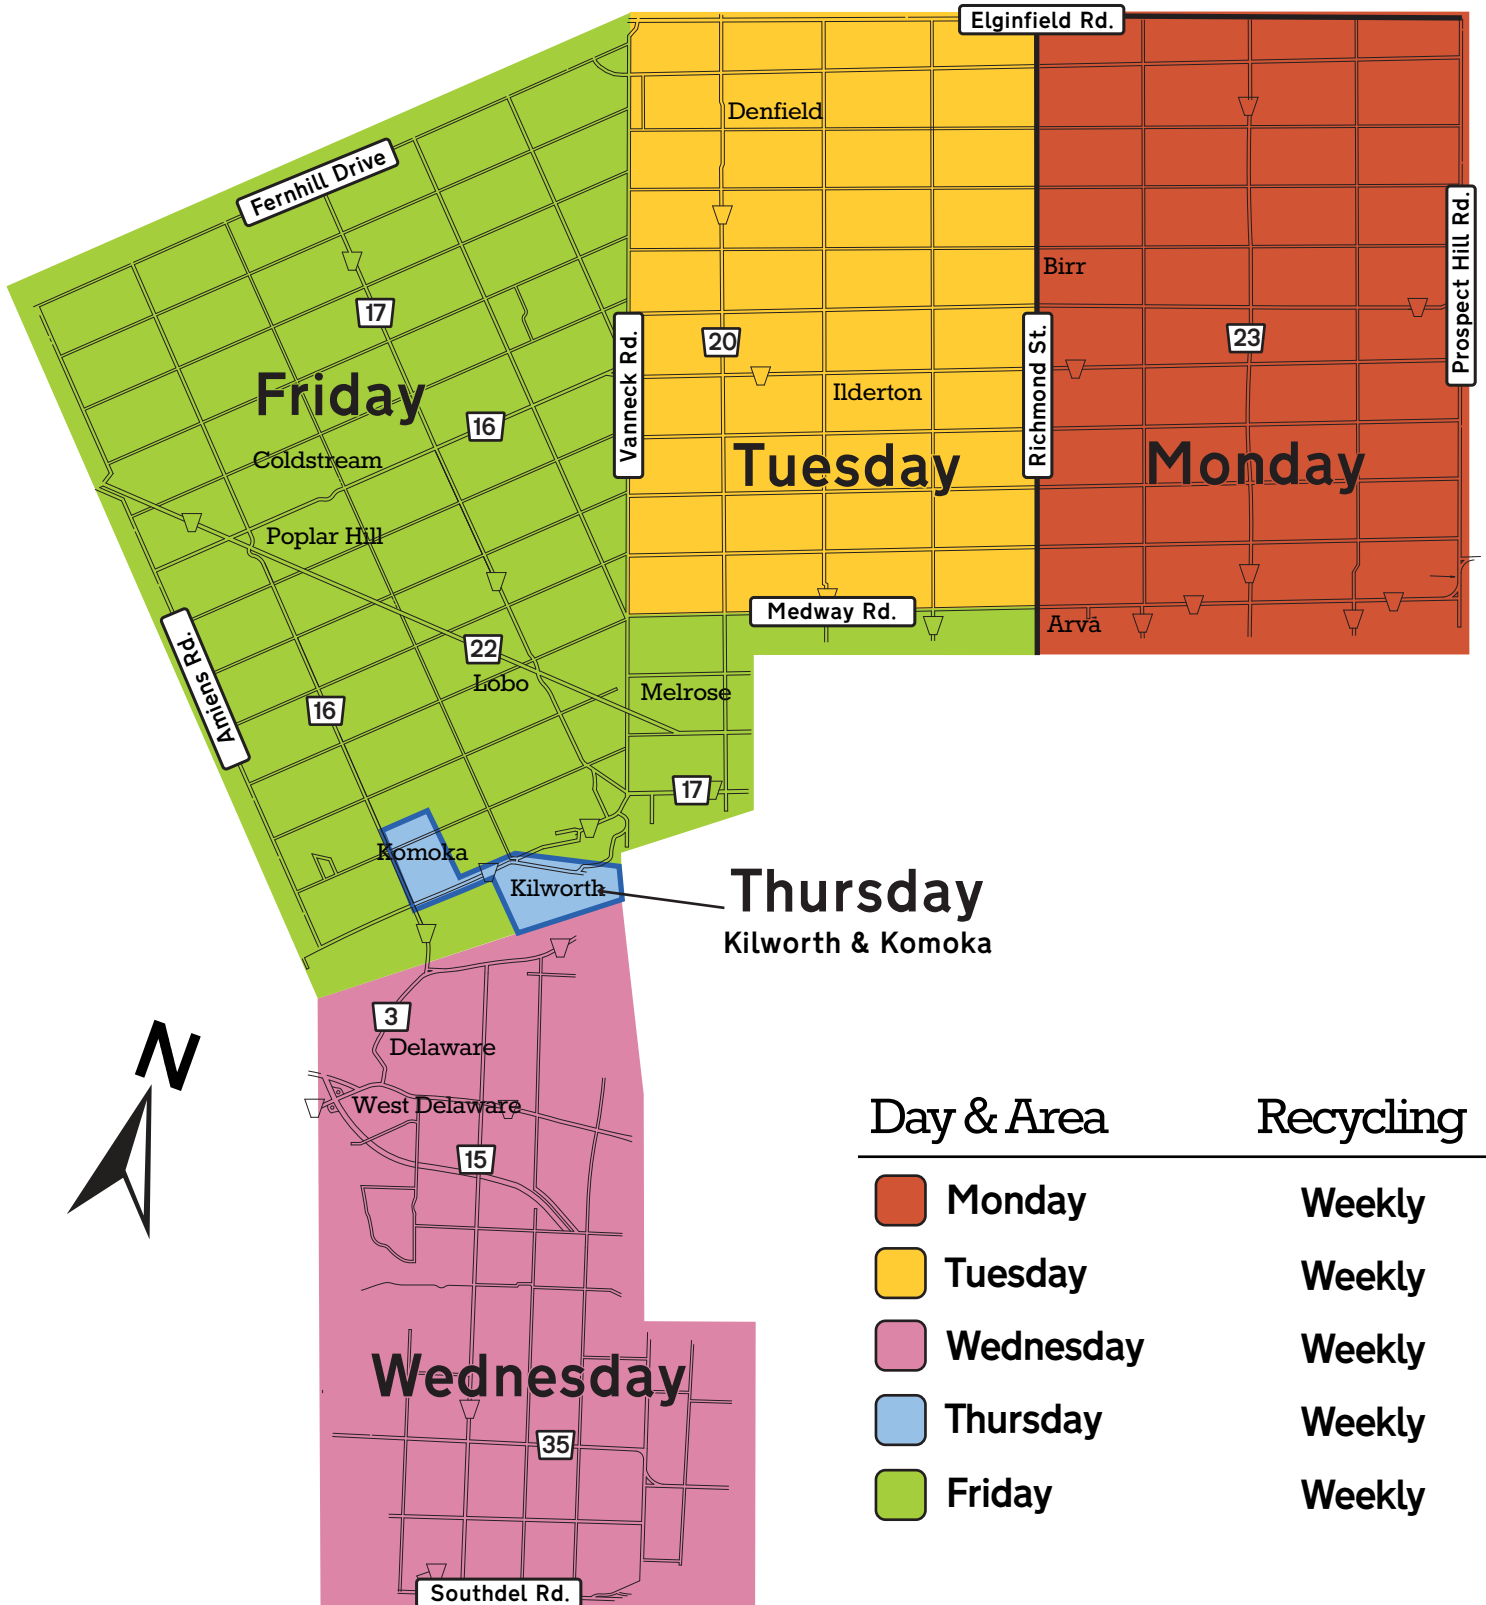 Elginfield Rd.
Denfield
Fernhill Drive
Birr
Prospect Hill Rd.
17
20
23
Vanneck Rd.
Richmond St.
Friday
Ilderton
16
Coldstream
Tuesday
Monday
Poplar Hill
Medway Rd.
Arva
22
Lobo
Melrose
Amiens Rd.
16
17
Komoka
Kilworth
Thursday
Kilworth & Komoka
3
N
Delaware
West Delaware
15
Day & Area Recycling
Monday Weekly
Tuesday Weekly
Wednesday Weekly
Thursday Weekly
Friday Weekly
Wednesday
35
Southdel Rd.